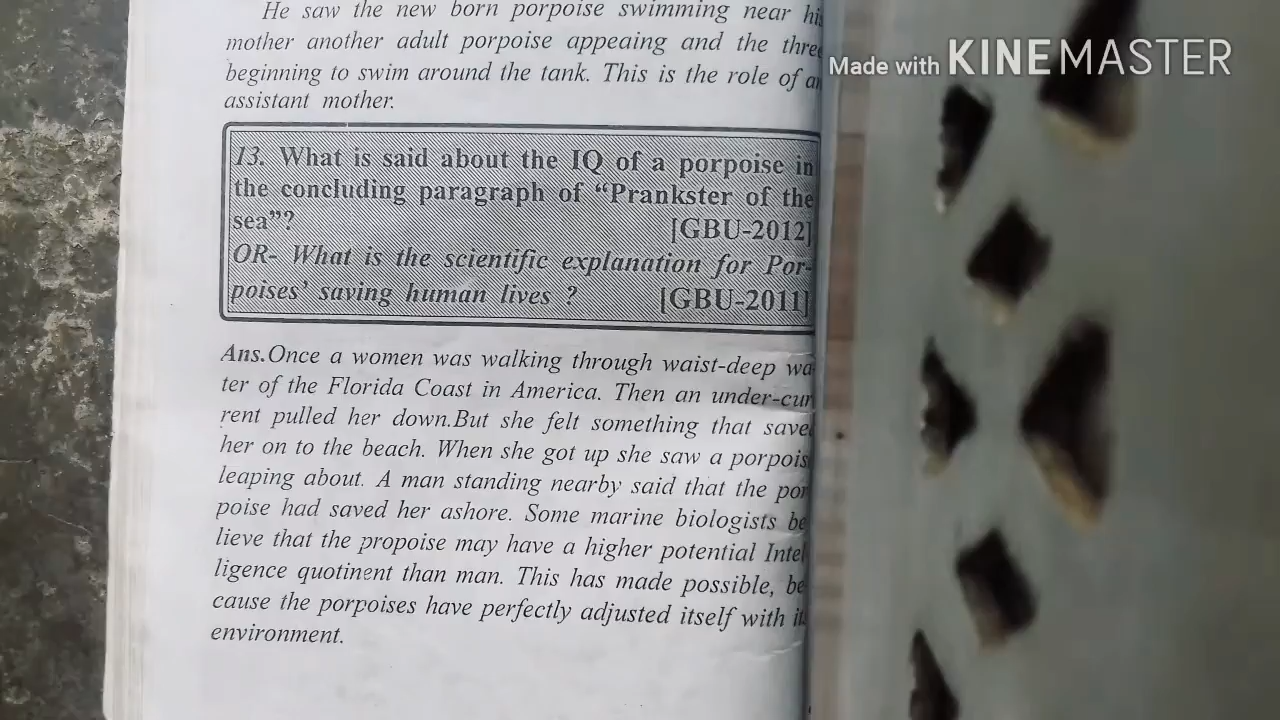 He saw the new born porpoise swimming near his
mother another adult porpoise appeaing and the three
beginning to swim around the tank. This is the role of an
assistant mother.
Made with KINEMASTER
13. What is said about the IQ of a porpoise in
the concluding paragraph of “Prankster of the
sea”? [GBU-2012]
OR- What is the scientific explanation for Por-
poises’ saving human lives ? [GBU-2011]
Ans.Once a women was walking through waist-deep wa-
ter of the Florida Coast in America. Then an under-cur
rent pulled her down.But she felt something that save
her on to the beach. When she got up she saw a porpois
leaping about. A man standing nearby said that the por
poise had saved her ashore. Some marine biologists be
lieve that the propoise may have a higher potential Intel
ligence quotinent than man. This has made possible, be
cause the porpoises have perfectly adjusted itself with it
environment.